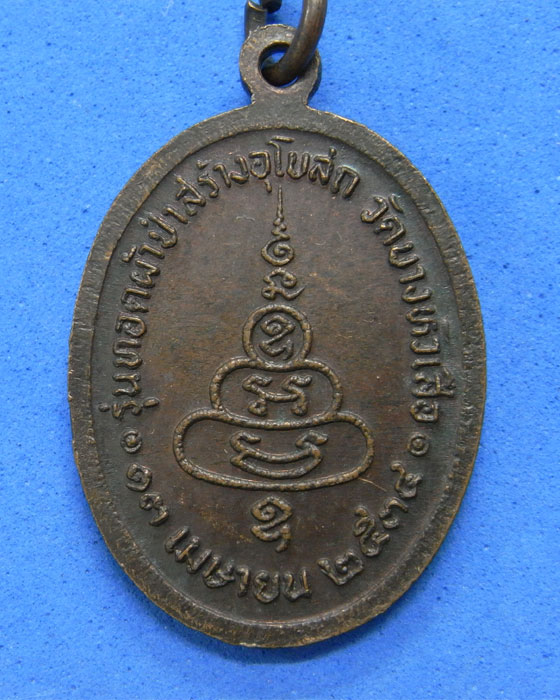 รุ่นทอดผ้าป่าสร้างอุโบสถ วัดบางหัวเสือ
๑๓ เมษายน ๒๕๓๔